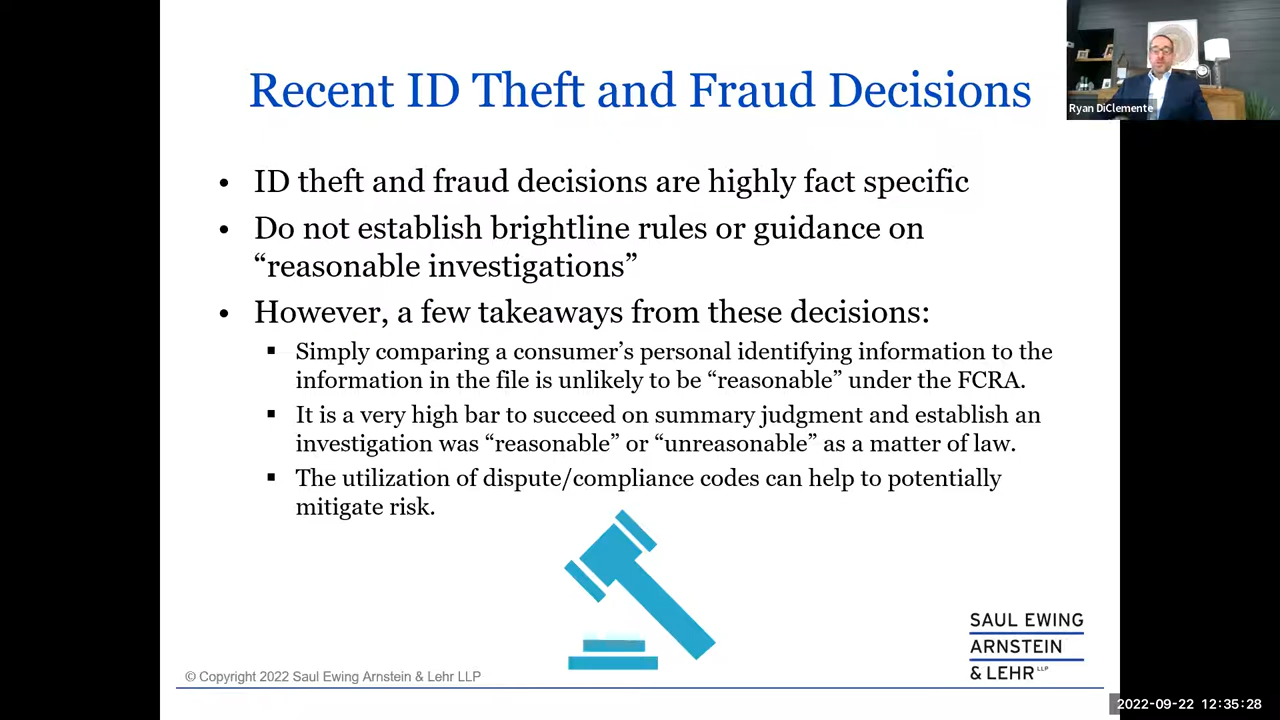 Recent ID Theft and Fraud Decisions
Ryan DiClemente
• ID theft and fraud decisions are highly fact specific
• Do not establish brightline rules or guidance on
“reasonable investigations”
• However, a few takeaways from these decisions:
▪ Simply comparing a consumer’s personal identifying information to the
information in the file is unlikely to be “reasonable” under the FCRA.
▪ It is a very high bar to succeed on summary judgment and establish an
investigation was “reasonable” or “unreasonable” as a matter of law.
▪ The utilization of dispute/compliance codes can help to potentially
mitigate risk.
SAUL EWING
ARNSTEIN
& LEHR LLP
© Copyright 2022 Saul Ewing Arnstein & Lehr LLP
2022-09-22 12:35:28